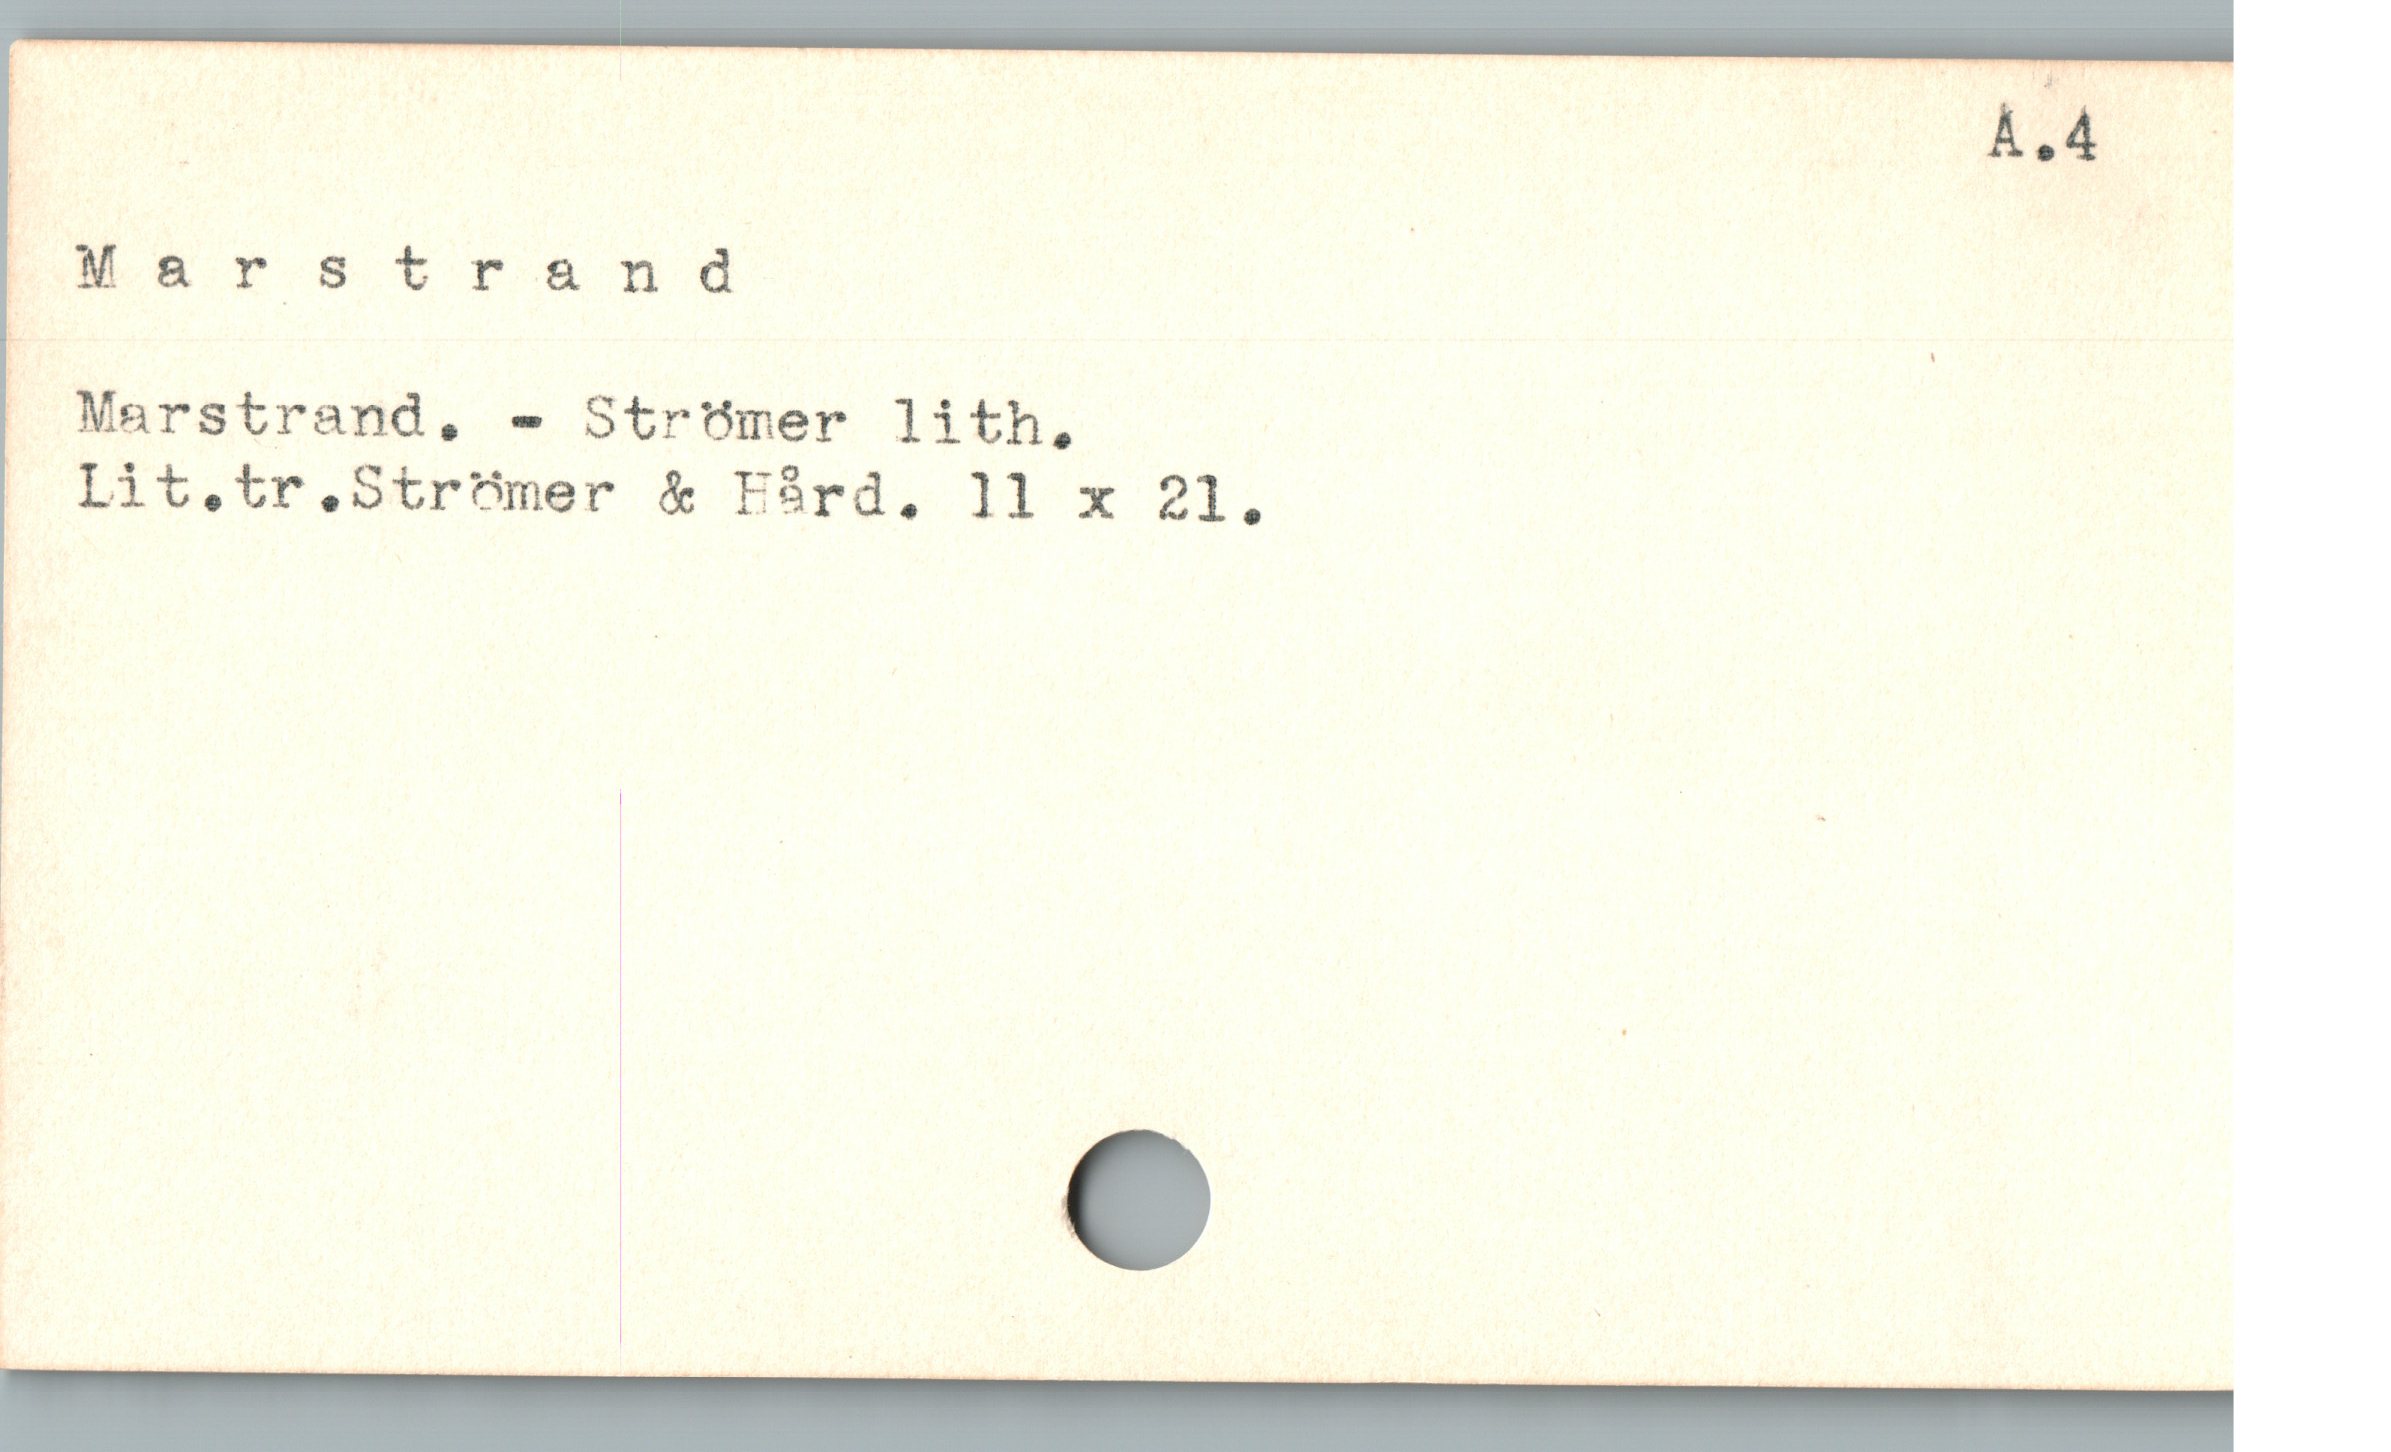 A.4
M a r s t r a n d
Marstrand. - Strömer lith.
Lit.tr.Strömer & Hård. 11 x 21.